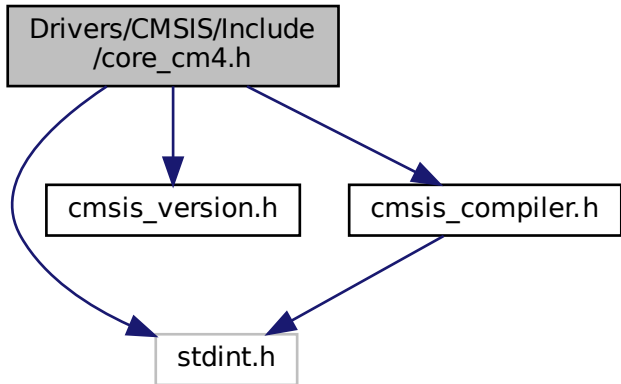 Drivers/CMSIS/Include
/core_cm4.h
cmsis_version.h
cmsis_compiler.h
stdint.h